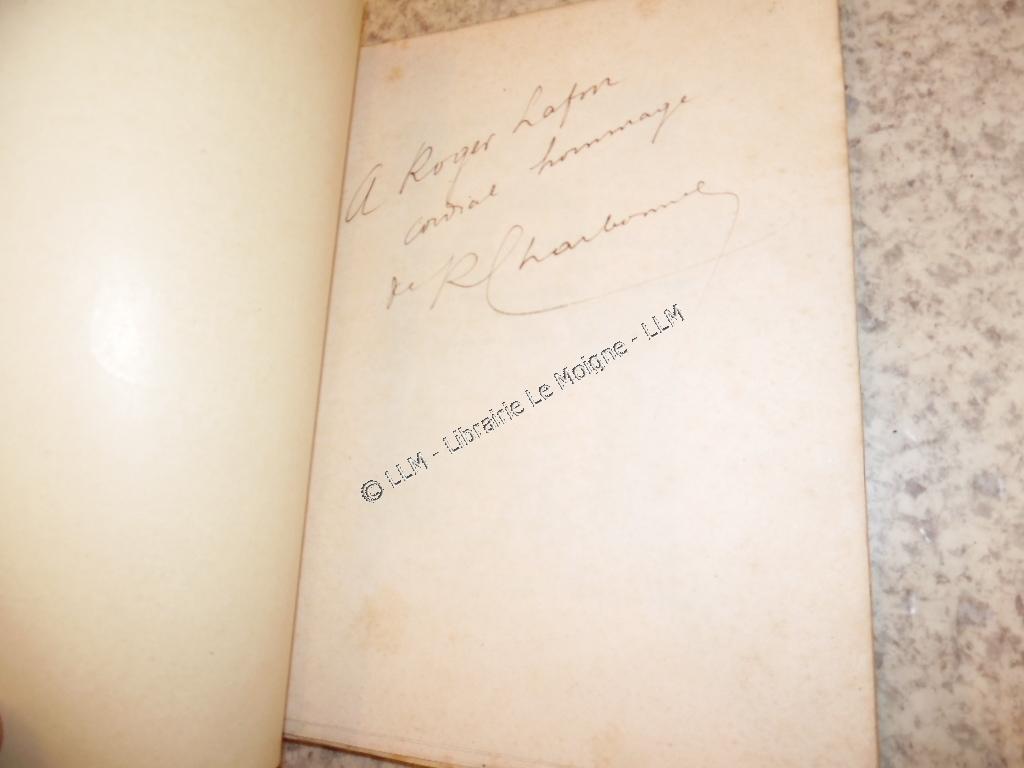 A Roger Lafon
cordial hommage
de R Charbonnel
© LLM - Librairie Le Moigne - LLM